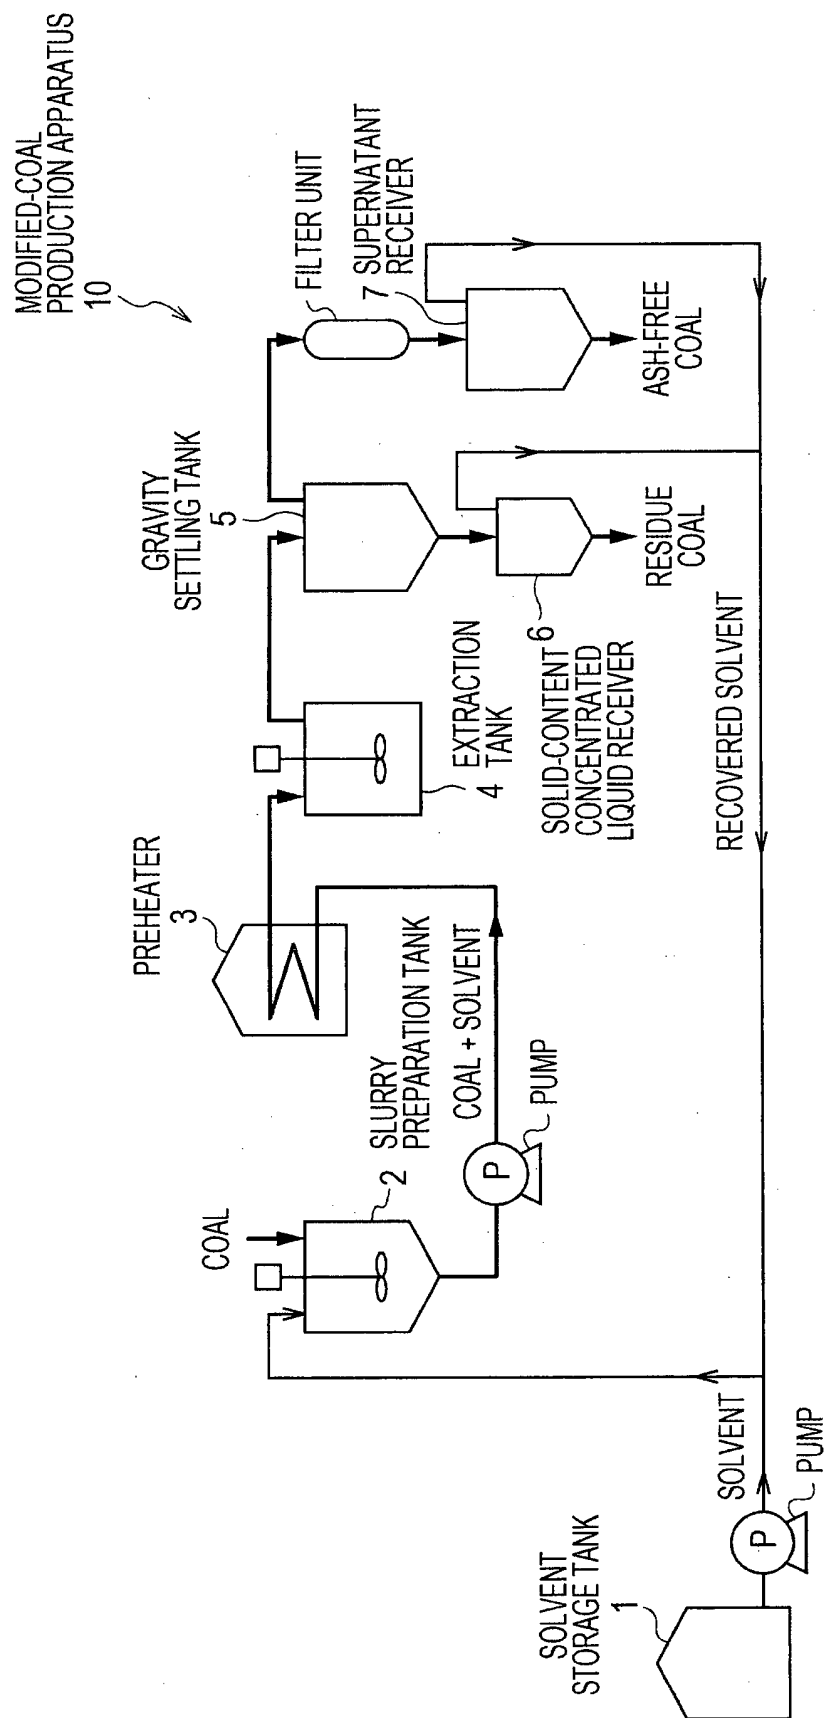 MODIFIED-COAL
PRODUCTION APPARATUS
10
COAL
SLURRY
PREPARATION TANK
2
PREHEATER
3
EXTRACTION
TANK
4
GRAVITY
SETTLING TANK
5
FILTER UNIT
SUPERNATANT
RECEIVER
7
COAL + SOLVENT
PUMP
P
SOLID-CONTENT
CONCENTRATED
LIQUID RECEIVER
6
RESIDUE
COAL
ASH-FREE
COAL
SOLVENT
STORAGE TANK
1
SOLVENT
P
PUMP
RECOVERED SOLVENT